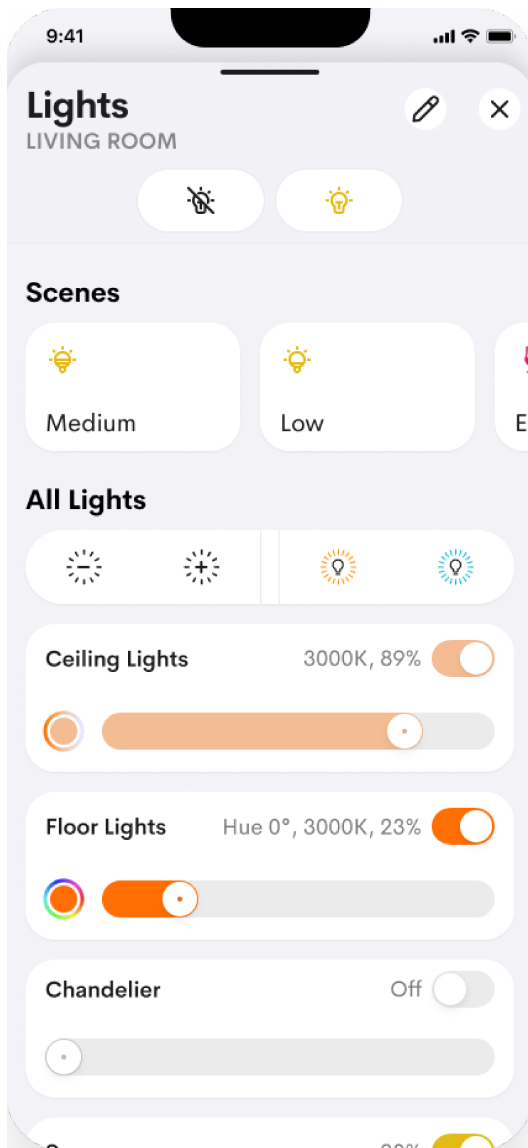 9:41
Lights
LIVING ROOM
Scenes
Medium
Low
E
All Lights
Ceiling Lights 3000K, 89%
Floor Lights Hue 0°, 3000K, 23%
Chandelier Off